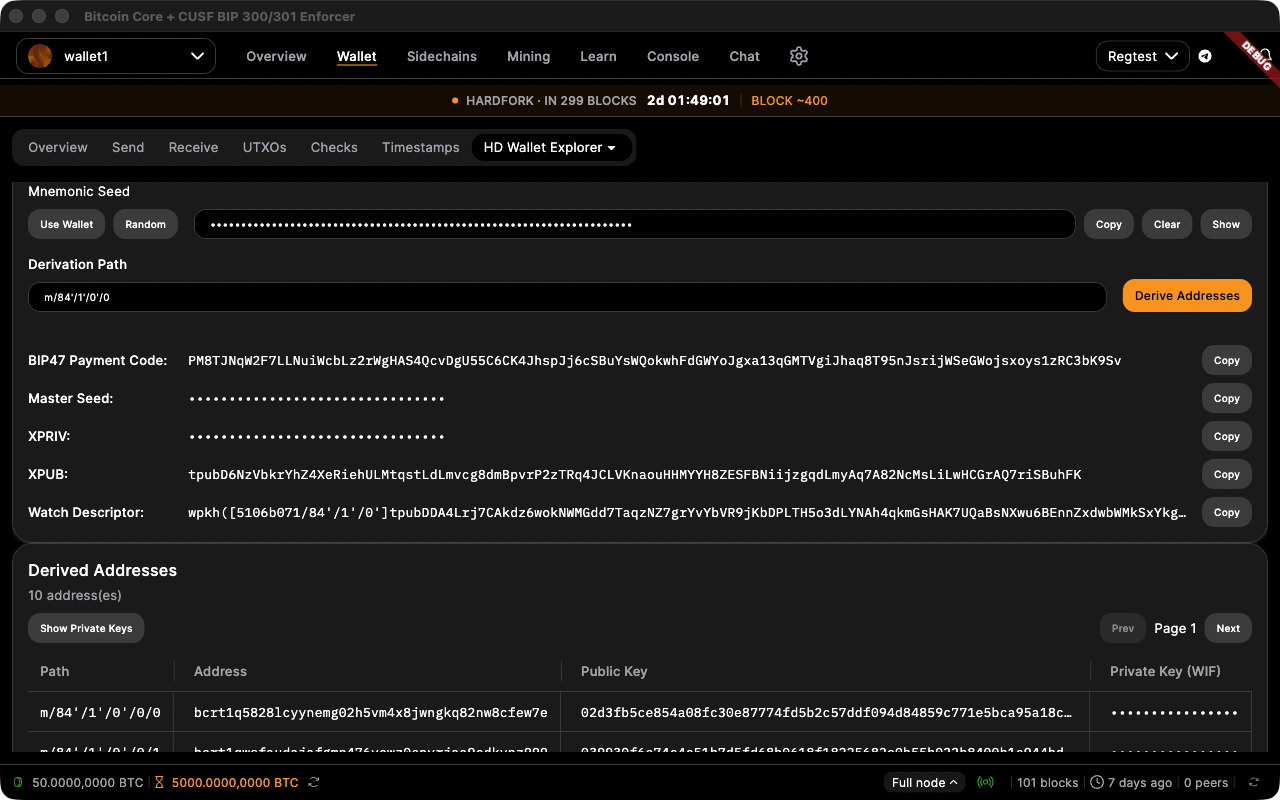 Bitcoin Core + CUSF BIP 300/301 Enforcer
wallet1 Overview Wallet Sidechains Mining Learn Console Chat Regtest DEBUG
HARDFORK · IN 299 BLOCKS 2d 01:49:01 BLOCK ~400
Overview Send Receive UTXOs Checks Timestamps HD Wallet Explorer
Mnemonic Seed
Use Wallet Random Copy Clear Show
Derivation Path
m/84'/1'/0'/0 Derive Addresses
BIP47 Payment Code: PM8TJNqW2F7LLNuiWcbLz2rWgHAS4QcvDgU55C6CK4JhspJj6cSBuYsWQokwhFdGWYoJgxa13qGMTVgiJhaq8T95nJsrijWSeGWojsxoys1zRC3bK9Sv Copy
Master Seed: Copy
XPRIV: Copy
XPUB: tpubD6NzVbkrYhZ4XeRiehULMtqstLdLmvcg8dmBpvrP2zTRq4JCLVKnaouHHMYYH8ZESFBNiijzgqdLmyAq7A82NcMsLiLwHCGrAQ7riSBuhFK Copy
Watch Descriptor: wpkh([5106b071/84'/1'/0']tpubDDA4Lrj7CAkdz6wokNWMGdd7TaqzNZ7grYvYbVR9jKbDPLTH5o3dLYNAh4qkmGsHAK7UQaBsNXwu6BEnnZxdwbWMkSxYkg… Copy
Derived Addresses
10 address(es)
Show Private Keys Prev Page 1 Next
Path Address Public Key Private Key (WIF)
m/84'/1'/0'/0/0 bcrt1q5828lcyynemg02h5vm4x8jwngkq82nw8cfew7e 02d3fb5ce854a08fc30e87774fd5b2c57ddf094d84859c771e5bca95a18c…
m/84'/1'/0'/0/1
50.0000,0000 BTC 5000.0000,0000 BTC Full node 101 blocks 7 days ago 0 peers